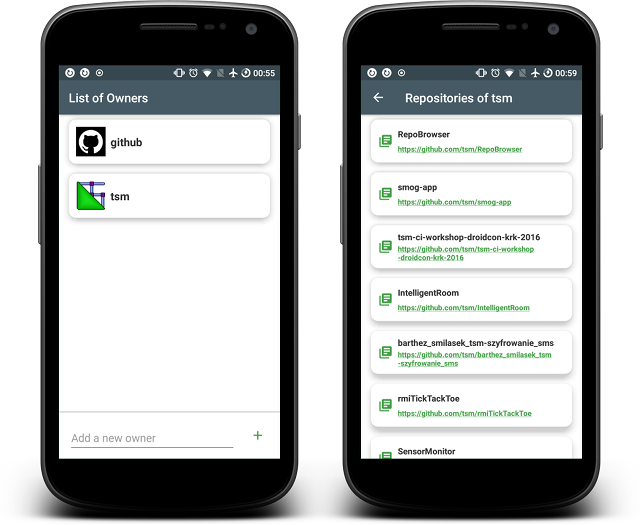 00:55
List of Owners
github
tsm
Add a new owner
+
00:59
Repositories of tsm
RepoBrowser
https://github.com/tsm/RepoBrowser
smog-app
https://github.com/tsm/smog-app
tsm-ci-workshop-droidcon-krk-2016
https://github.com/tsm/tsm-ci-workshop
-droidcon-krk-2016
IntelligentRoom
https://github.com/tsm/IntelligentRoom
barthez_smilasek_tsm-szyfrowanie_sms
https://github.com/tsm/barthez_smilasek_tsm
-szyfrowanie_sms
rmiTickTackToe
https://github.com/tsm/rmiTickTackToe
SensorMonitor